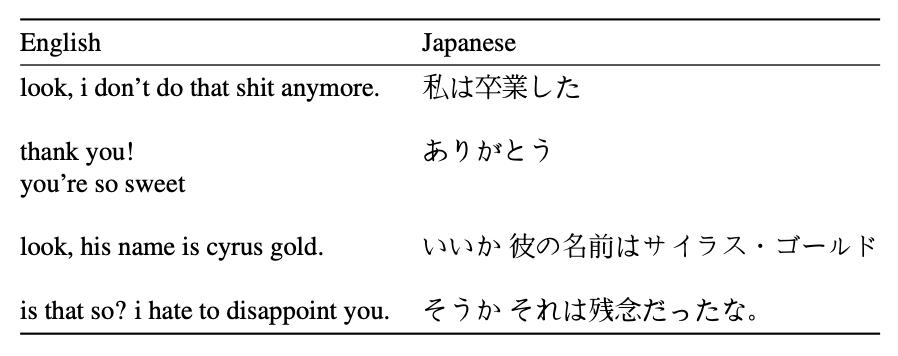 English Japanese
look, i don't do that shit anymore. 私は卒業した
thank you! ありがとう
you're so sweet
look, his name is cyrus gold. いいか 彼の名前はサイラス・ゴールド
is that so? i hate to disappoint you. そうか それは残念だったな。